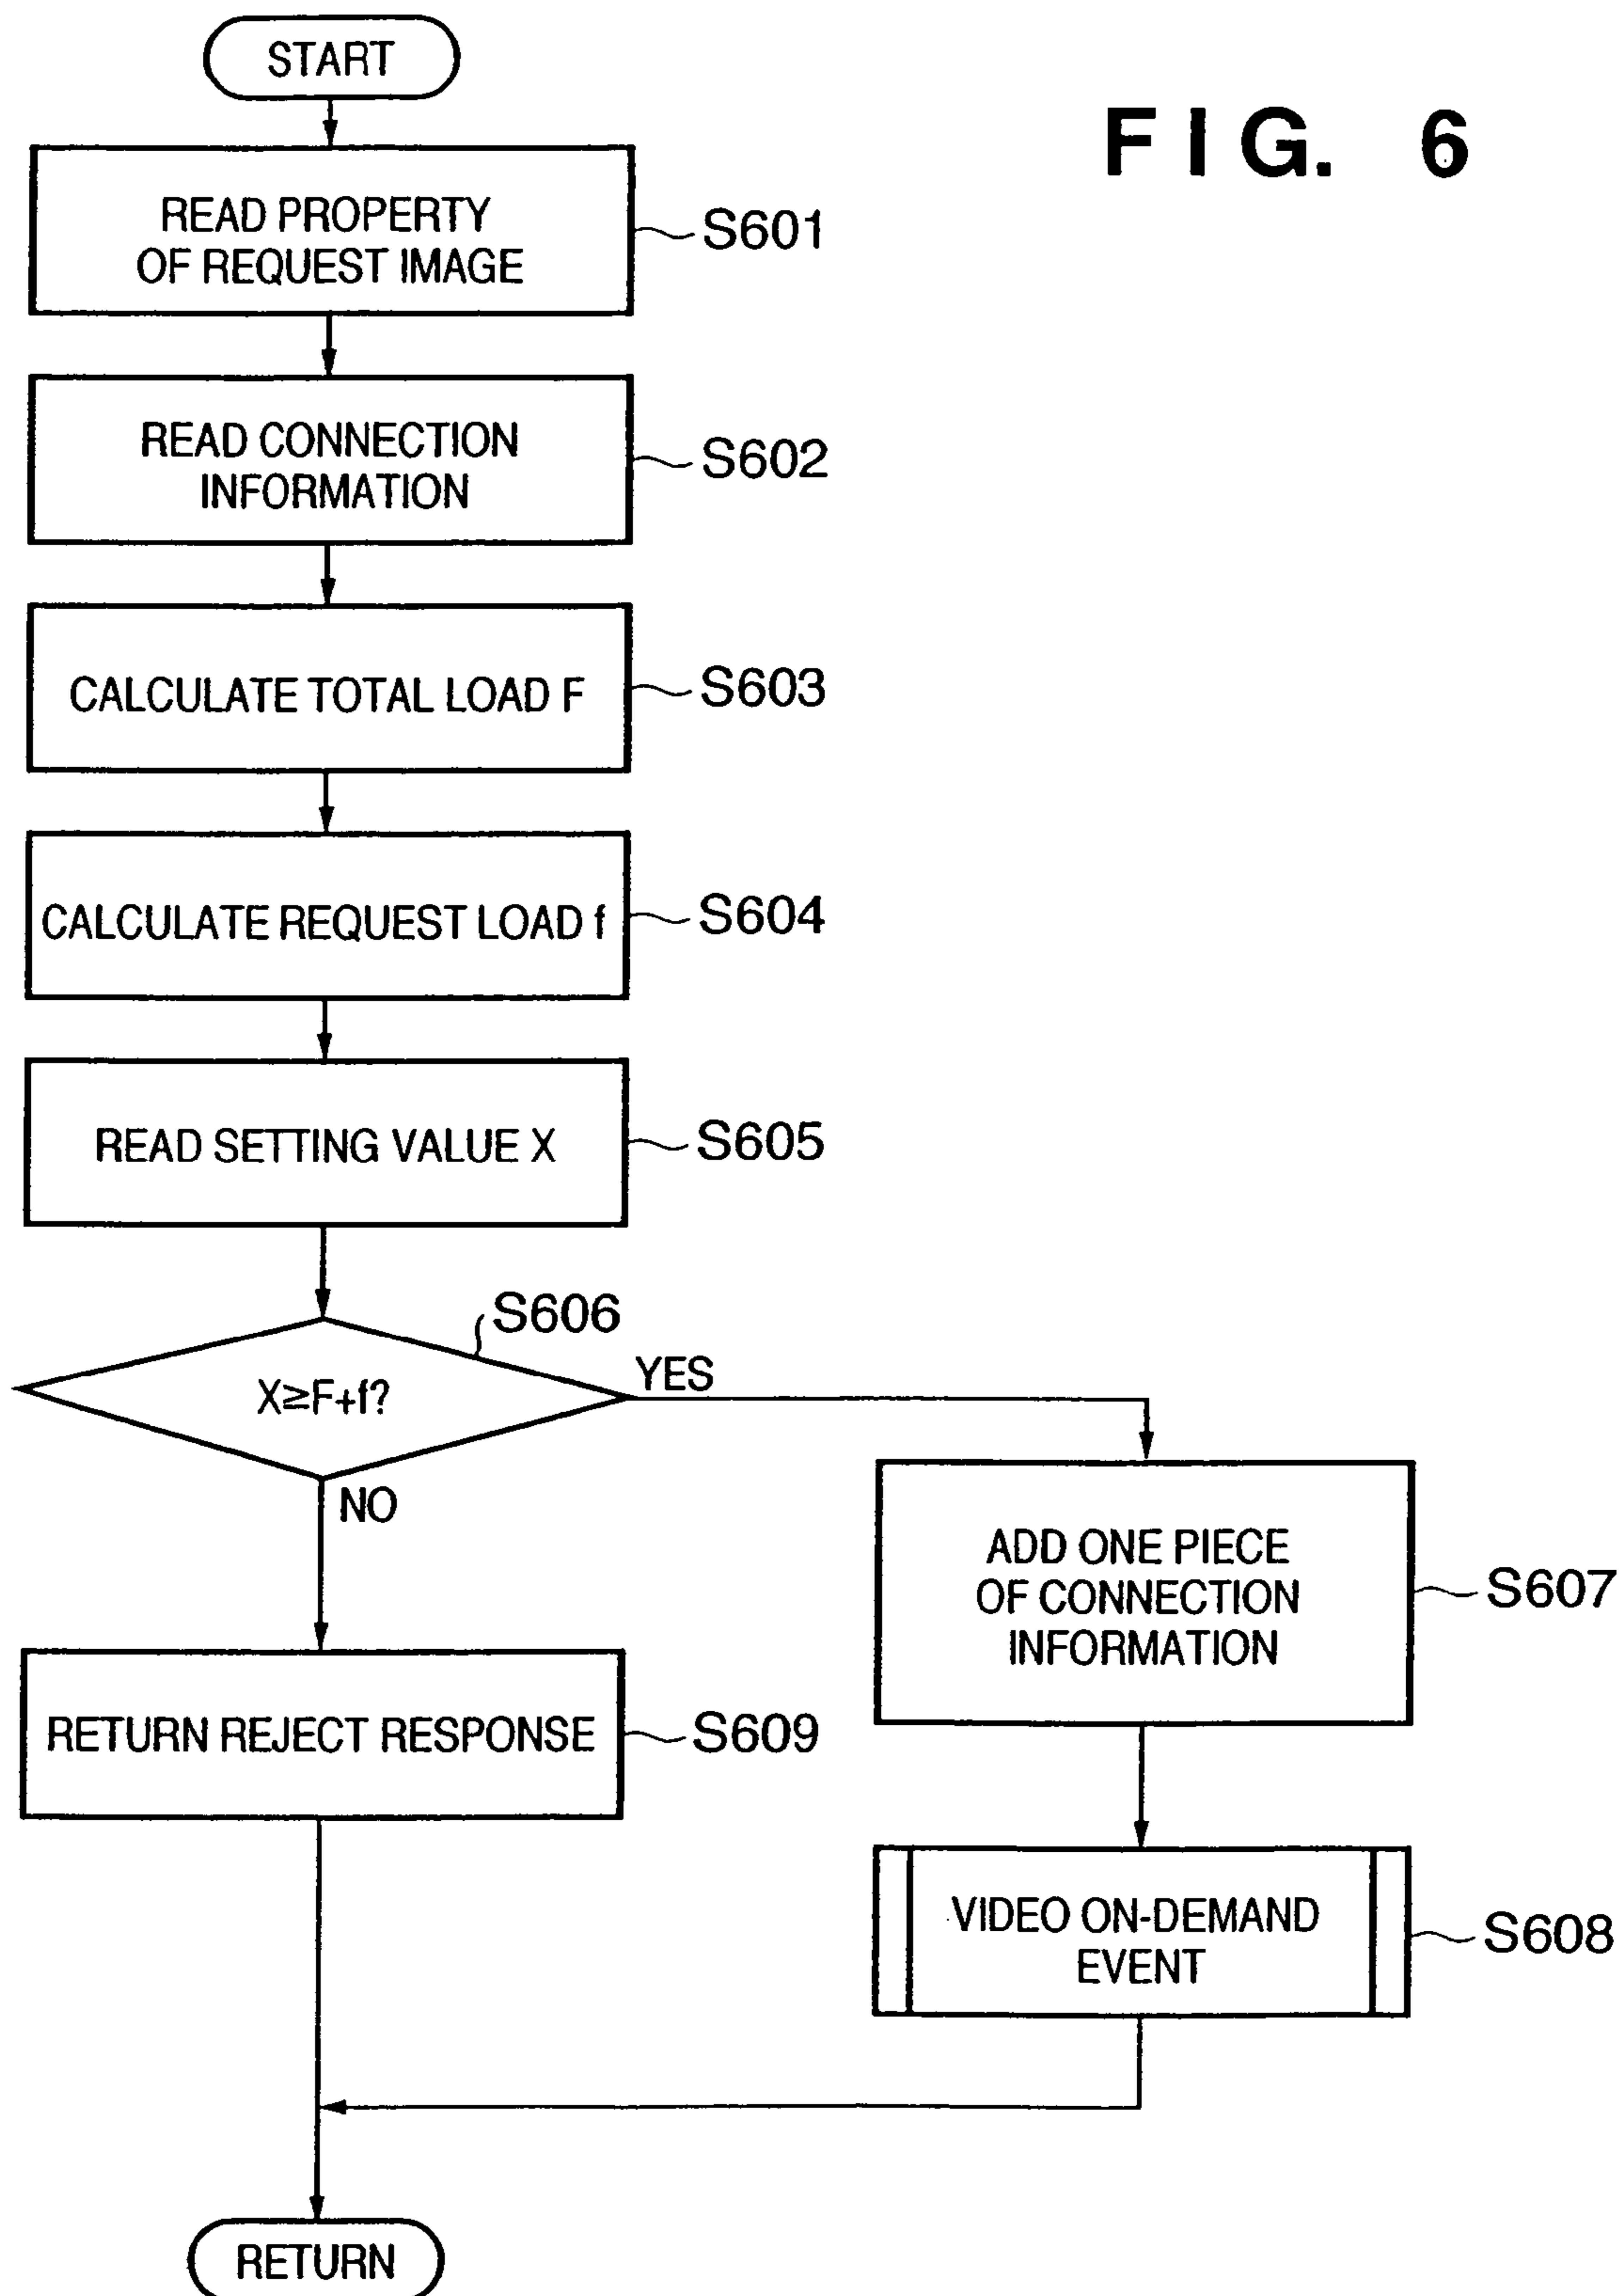 START
FIG. 6
READ PROPERTY
OF REQUEST IMAGE
S601
READ CONNECTION
INFORMATION
S602
CALCULATE TOTAL LOAD F
S603
CALCULATE REQUEST LOAD f
S604
READ SETTING VALUE X
S605
S606
X≥F+f?
YES
NO
ADD ONE PIECE
OF CONNECTION
INFORMATION
S607
RETURN REJECT RESPONSE
S609
VIDEO ON-DEMAND
EVENT
S608
RETURN